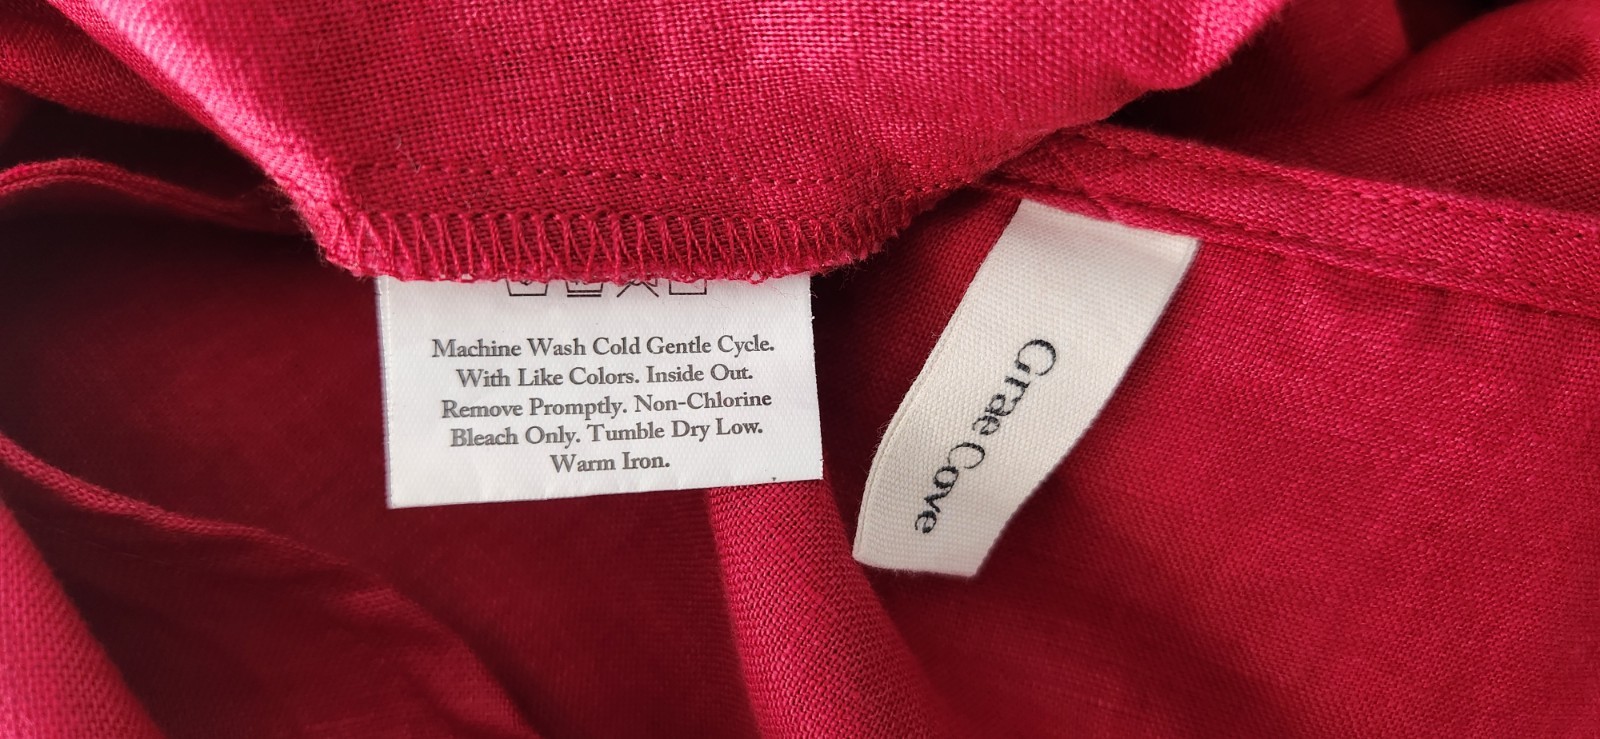 Machine Wash Cold Gentle Cycle.
With Like Colors. Inside Out.
Remove Promptly. Non-Chlorine
Bleach Only. Tumble Dry Low.
Warm Iron.
Grae Cove